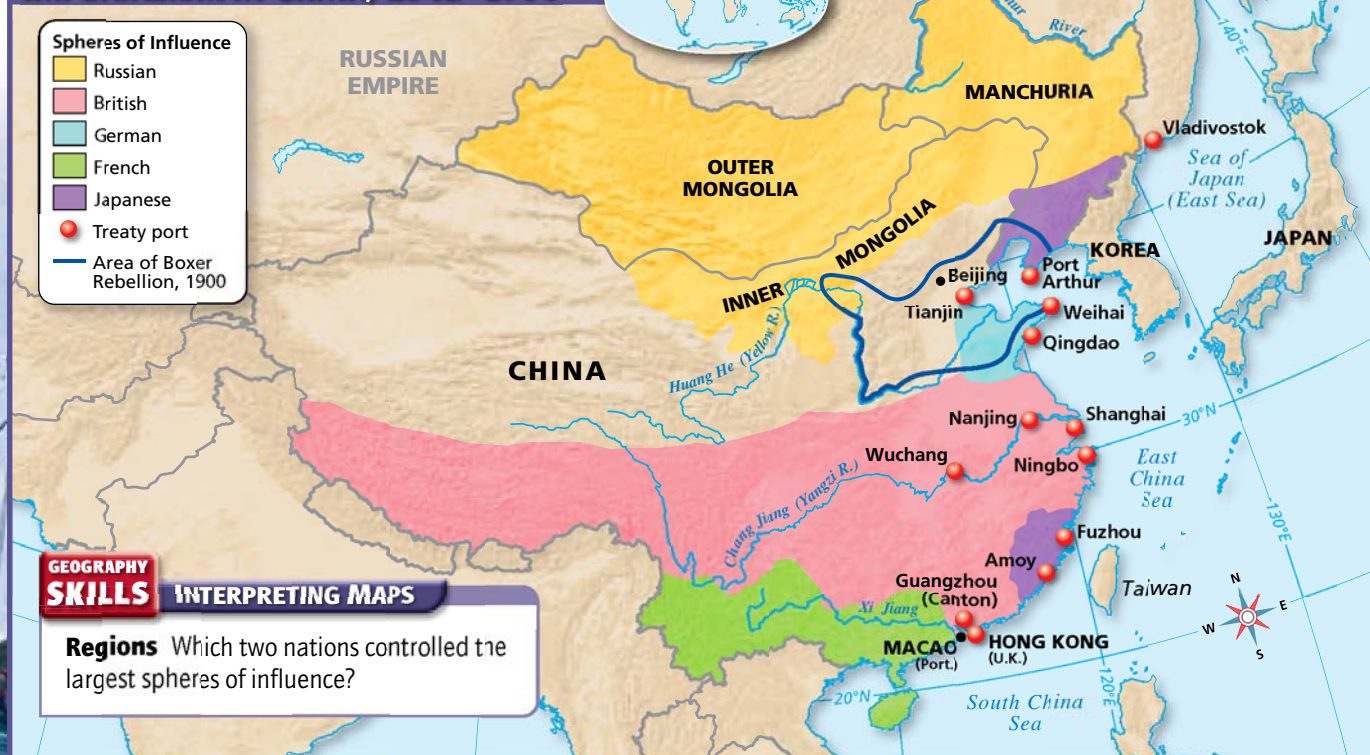 Spheres of Influence
Russian
British
German
French
Japanese
Treaty port
Area of Boxer
Rebellion, 1900
RUSSIAN
EMPIRE
River
140°E
MANCHURIA
Vladivostok
OUTER
MONGOLIA
Sea of
Japan
(East Sea)
INNER MONGOLIA
KOREA
JAPAN
Beijing
Port
Arthur
Tianjin
Weihai
Qingdao
CHINA
Huang He (Yellow R.)
Nanjing
Shanghai
30°N
Wuchang
Ningbo
East
China
Sea
Chang Jiang (Yangzi R.)
130°E
Fuzhou
Amoy
Taiwan
Guangzhou
(Canton)
Xi Jiang
MACAO
(Port.)
HONG KONG
(U.K.)
N
E
W
S
20°N
120°E
South China
Sea
GEOGRAPHY
SKILLS
INTERPRETING MAPS
Regions Which two nations controlled the
largest spheres of influence?